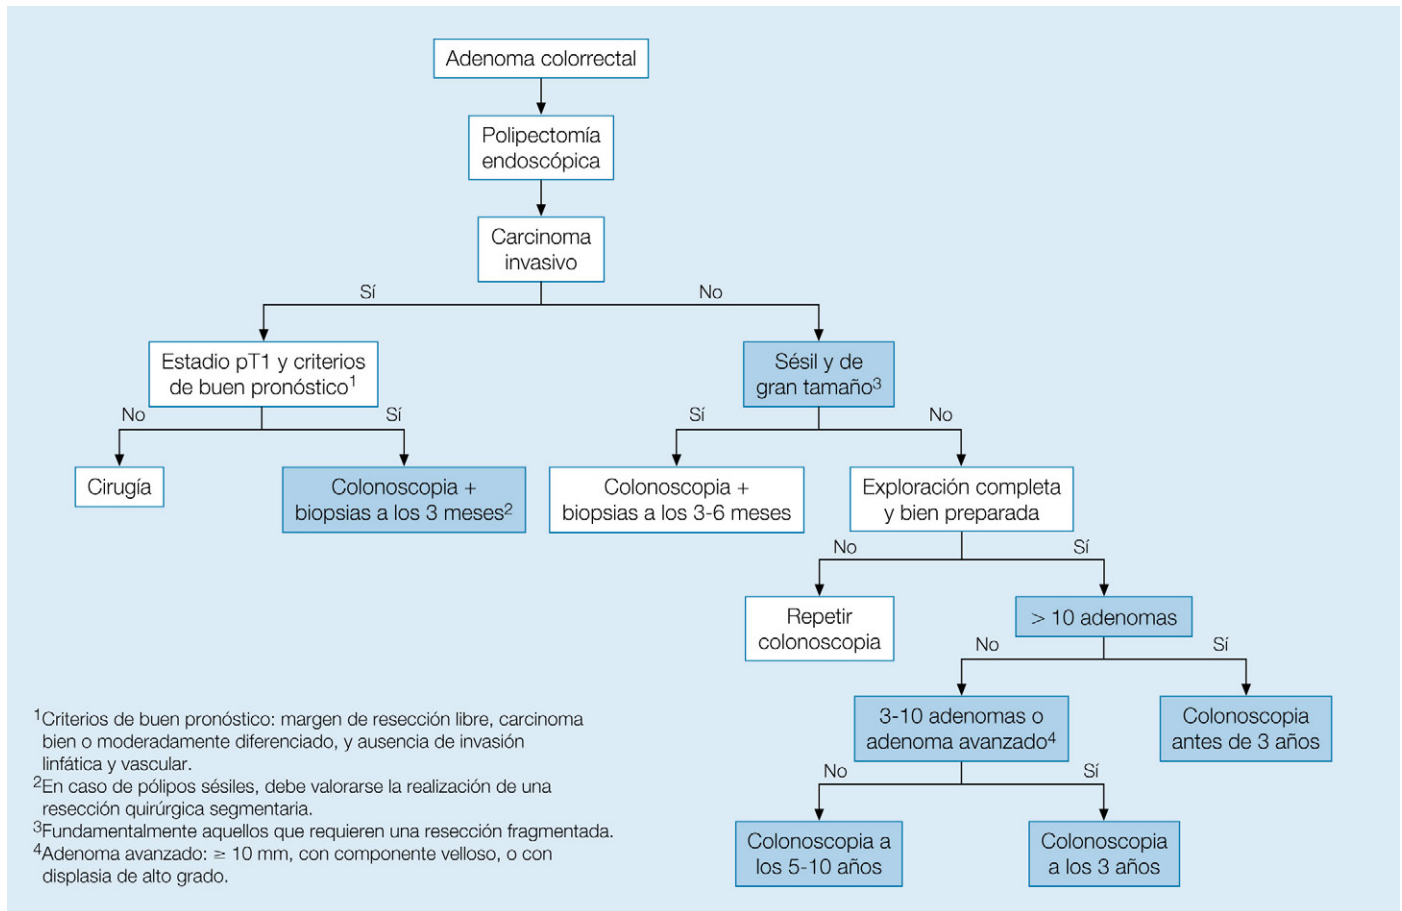 Adenoma colorrectal
Polipectomía
endoscópica
Carcinoma
invasivo
Sí
No
Estadio pT1 y criterios
de buen pronóstico1
Sésil y de
gran tamaño3
No
Sí
Sí
No
Cirugía
Colonoscopia +
biopsias a los 3 meses2
Colonoscopia +
biopsias a los 3-6 meses
Exploración completa
y bien preparada
No
Sí
Repetir
colonoscopia
> 10 adenomas
No
Sí
3-10 adenomas o
adenoma avanzado4
Colonoscopia
antes de 3 años
No
Sí
Colonoscopia a
los 5-10 años
Colonoscopia
a los 3 años
1Criterios de buen pronóstico: margen de resección libre, carcinoma
bien o moderadamente diferenciado, y ausencia de invasión
linfática y vascular.
2En caso de pólipos sésiles, debe valorarse la realización de una
resección quirúrgica segmentaria.
3Fundamentalmente aquellos que requieren una resección fragmentada.
4Adenoma avanzado: ≥ 10 mm, con componente velloso, o con
displasia de alto grado.